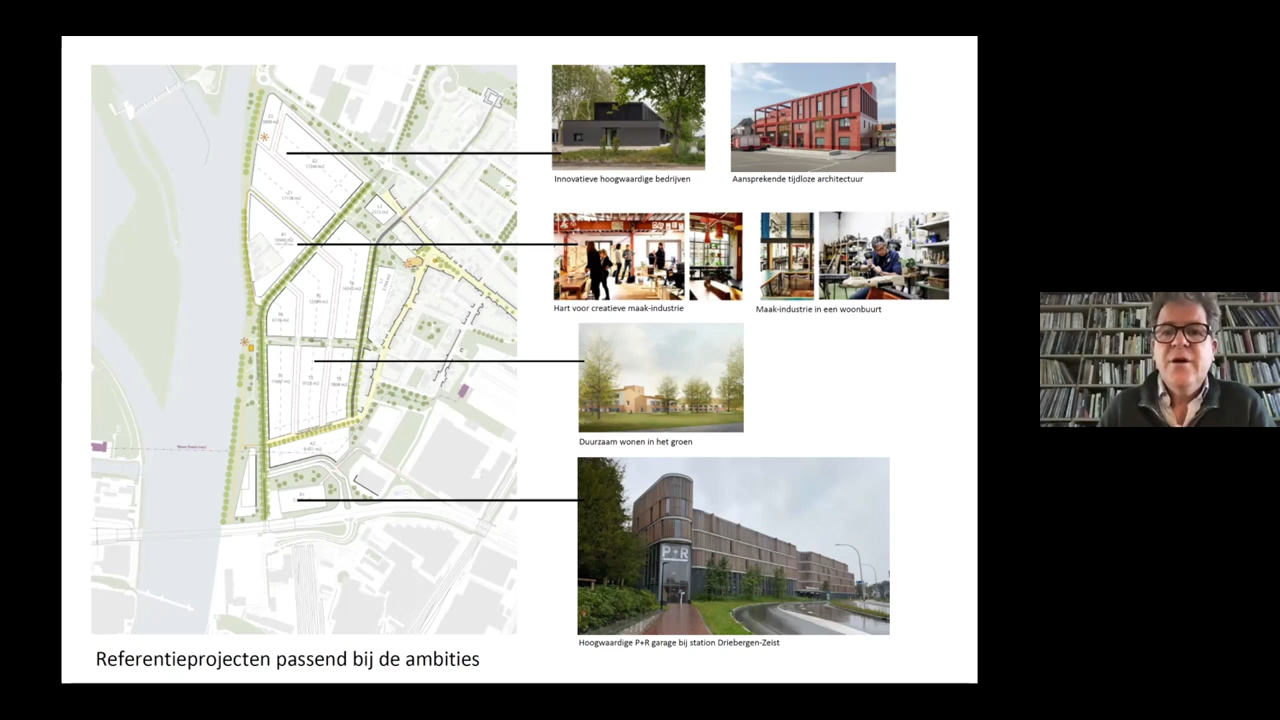 Innovatieve hoogwaardige bedrijven
Aansprekende tijdloze architectuur
Hart voor creatieve maak-industrie
Maak-industrie in een woonbuurt
Duurzaam wonen in het groen
P+R
Hoogwaardige P+R garage bij station Driebergen-Zeist
Referentieprojecten passend bij de ambities